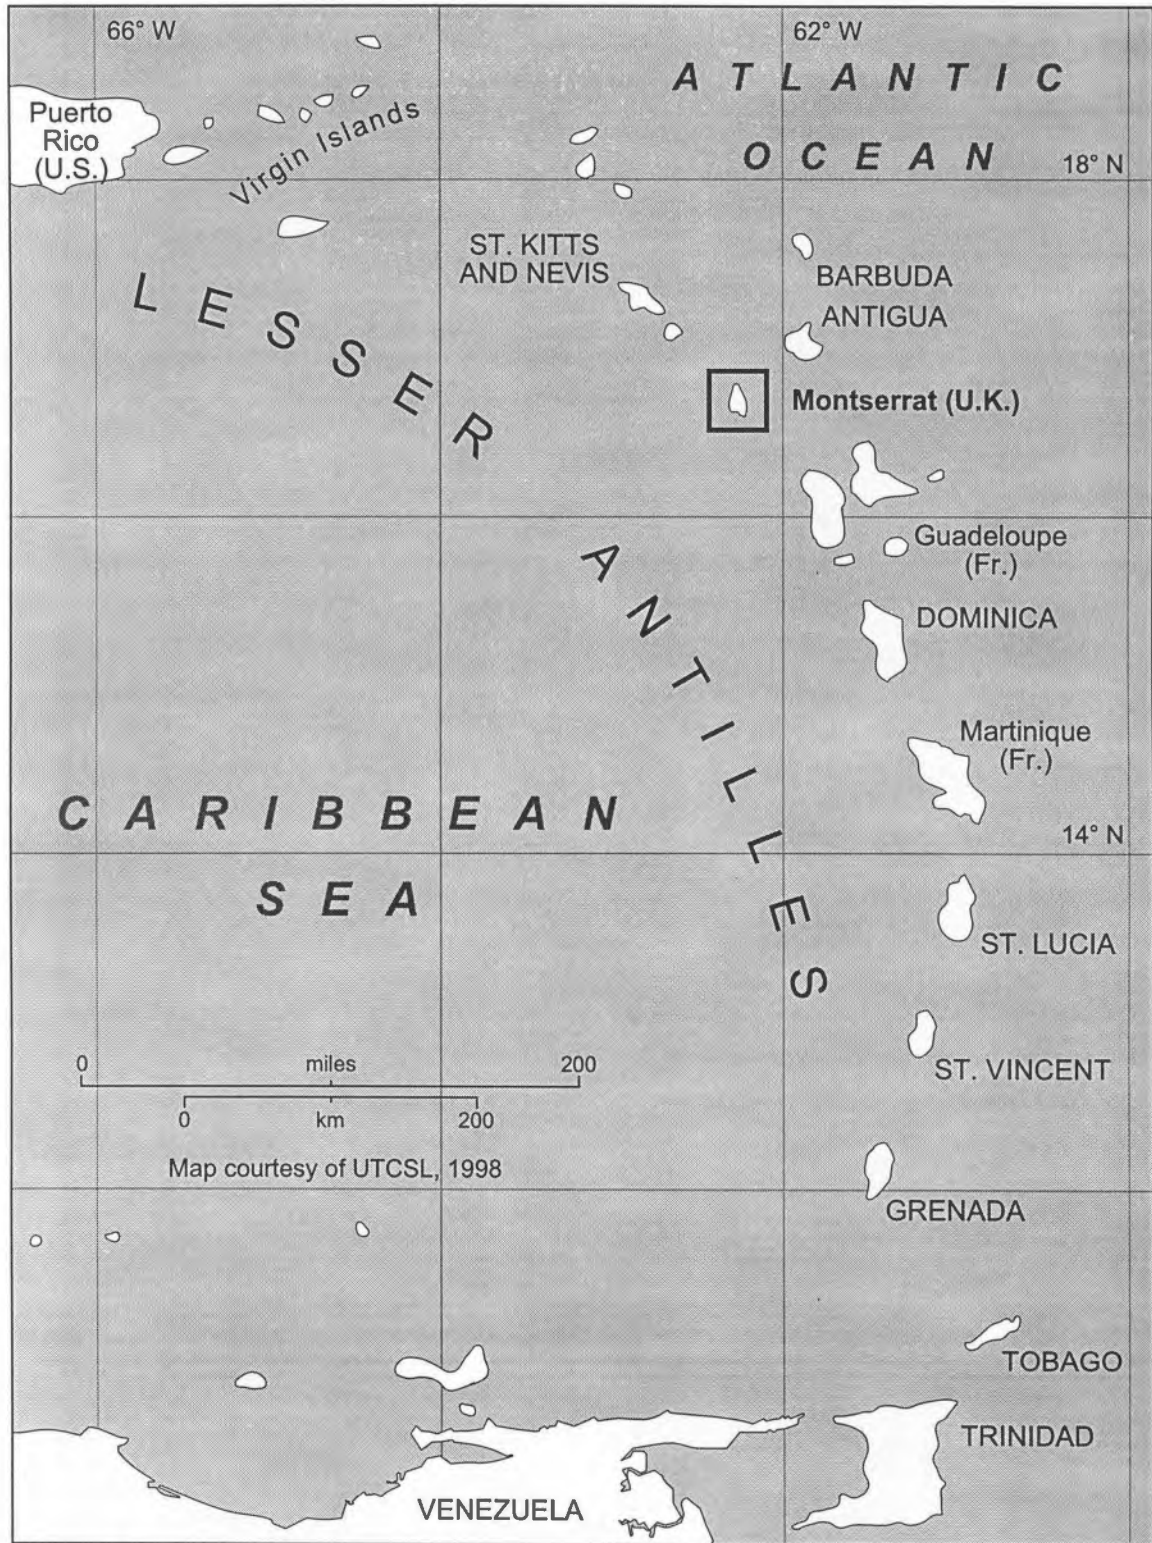 66° W
62° W
ATLANTIC
OCEAN
18° N
Puerto
Rico
(U.S.)
Virgin Islands
ST. KITTS
AND NEVIS
BARBUDA
ANTIGUA
LESSER
ANTILLES
Montserrat (U.K.)
Guadeloupe
(Fr.)
DOMINICA
Martinique
(Fr.)
CARIBBEAN
SEA
14° N
ST. LUCIA
0 miles 200
0 km 200
ST. VINCENT
Map courtesy of UTCSL, 1998
GRENADA
TOBAGO
TRINIDAD
VENEZUELA